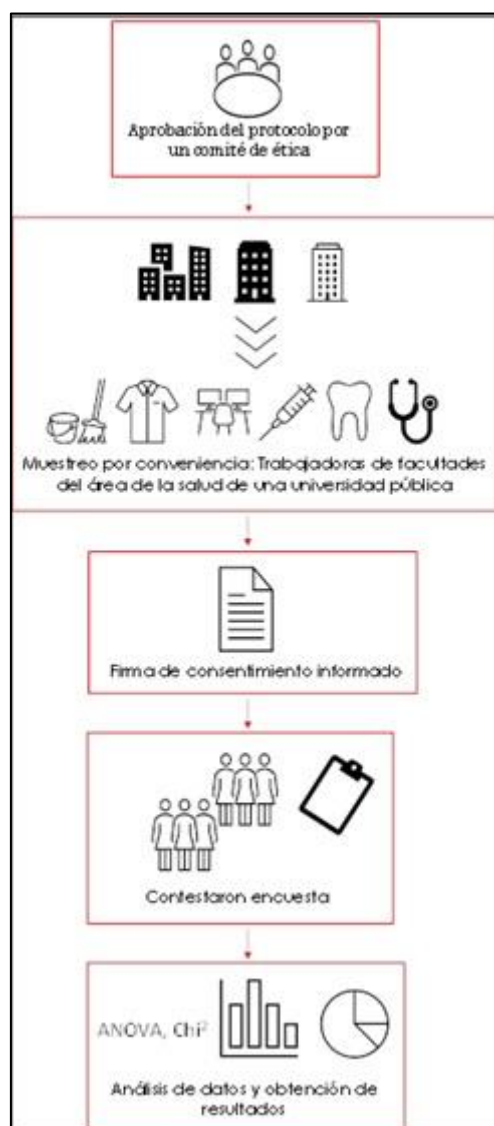 Aprobación del protocolo por
un comité de ética
Muestreo por conveniencia: Trabajadoras de facultades
del área de la salud de una universidad pública
Firma de consentimiento informado
Contestaron encuesta
ANOVA, Chi²
Análisis de datos y obtención de
resultados